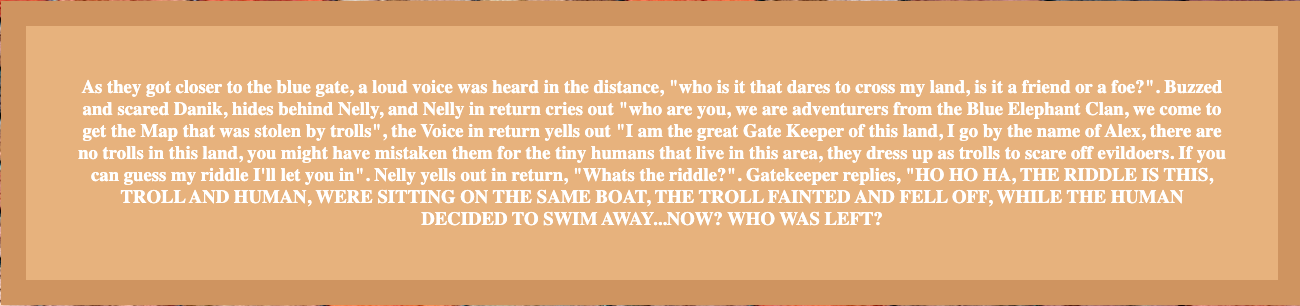 As they got closer to the blue gate, a loud voice was heard in the distance, "who is it that dares to cross my land, is it a friend or a foe?". Buzzed
and scared Danik, hides behind Nelly, and Nelly in return cries out "who are you, we are adventurers from the Blue Elephant Clan, we come to
get the Map that was stolen by trolls", the Voice in return yells out "I am the great Gate Keeper of this land, I go by the name of Alex, there are
no trolls in this land, you might have mistaken them for the tiny humans that live in this area, they dress up as trolls to scare off evildoers. If you
can guess my riddle I'll let you in". Nelly yells out in return, "Whats the riddle?". Gatekeeper replies, "HO HO HA, THE RIDDLE IS THIS,
TROLL AND HUMAN, WERE SITTING ON THE SAME BOAT, THE TROLL FAINTED AND FELL OFF, WHILE THE HUMAN
DECIDED TO SWIM AWAY...NOW? WHO WAS LEFT?